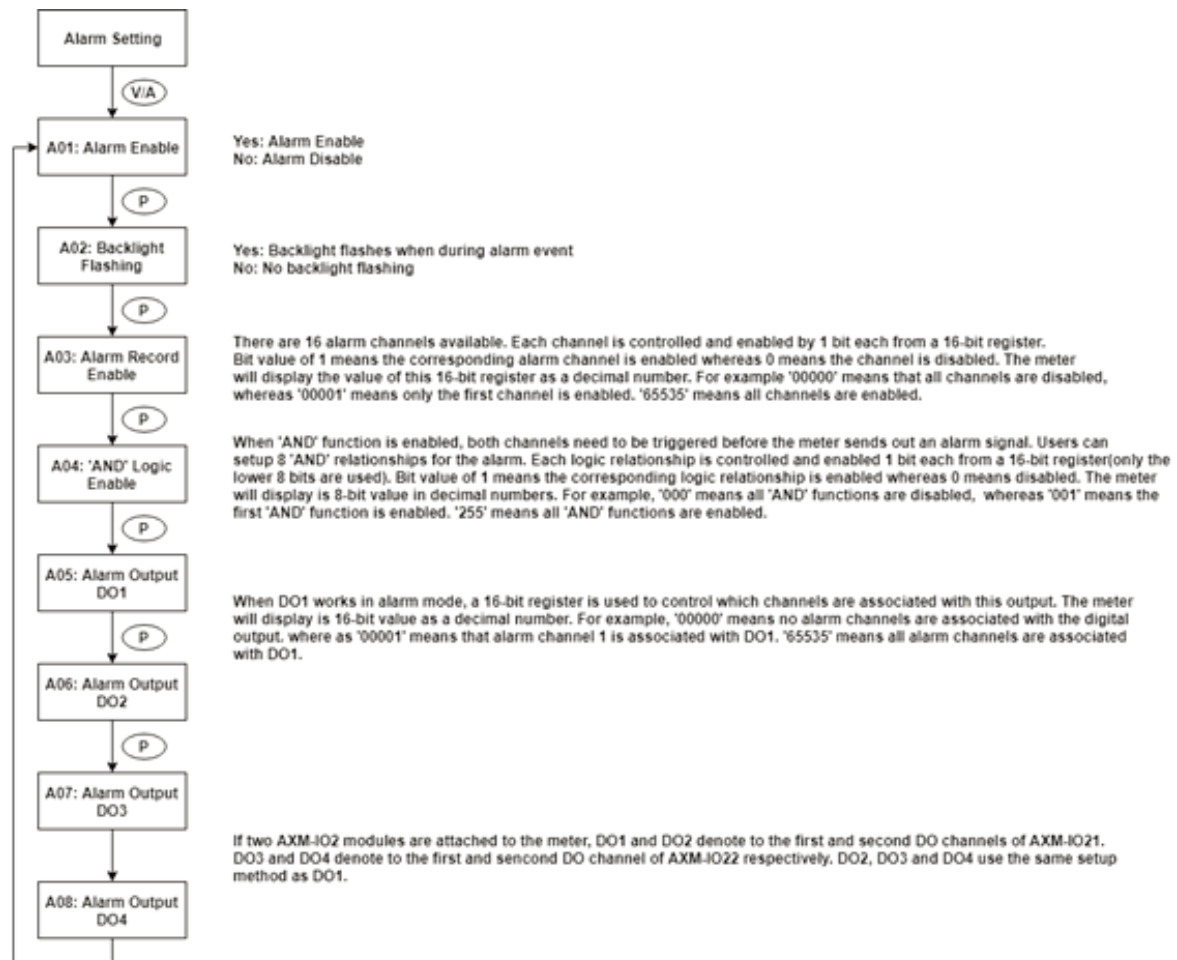 Alarm Setting
V/A
A01: Alarm Enable
Yes: Alarm Enable
No: Alarm Disable
P
A02: Backlight
Flashing
Yes: Backlight flashes when during alarm event
No: No backlight flashing
P
A03: Alarm Record
Enable
There are 16 alarm channels available. Each channel is controlled and enabled by 1 bit each from a 16-bit register.
Bit value of 1 means the corresponding alarm channel is enabled whereas 0 means the channel is disabled. The meter
will display the value of this 16-bit register as a decimal number. For example '00000' means that all channels are disabled,
whereas '00001' means only the first channel is enabled. '65535' means all channels are enabled.
P
A04: 'AND' Logic
Enable
When 'AND' function is enabled, both channels need to be triggered before the meter sends out an alarm signal. Users can
setup 8 'AND' relationships for the alarm. Each logic relationship is controlled and enabled 1 bit each from a 16-bit register(only the
lower 8 bits are used). Bit value of 1 means the corresponding logic relationship is enabled whereas 0 means disabled. The meter
will display is 8-bit value in decimal numbers. For example, '000' means all 'AND' functions are disabled, whereas '001' means the
first 'AND' function is enabled. '255' means all 'AND' functions are enabled.
P
A05: Alarm Output
DO1
When DO1 works in alarm mode, a 16-bit register is used to control which channels are associated with this output. The meter
will display is 16-bit value as a decimal number. For example, '00000' means no alarm channels are associated with the digital
output. where as '00001' means that alarm channel 1 is associated with DO1. '65535' means all alarm channels are associated
with DO1.
P
A06: Alarm Output
DO2
P
A07: Alarm Output
DO3
If two AXM-IO2 modules are attached to the meter, DO1 and DO2 denote to the first and second DO channels of AXM-IO21.
DO3 and DO4 denote to the first and sencond DO channel of AXM-IO22 respectively. DO2, DO3 and DO4 use the same setup
method as DO1.
A08: Alarm Output
DO4